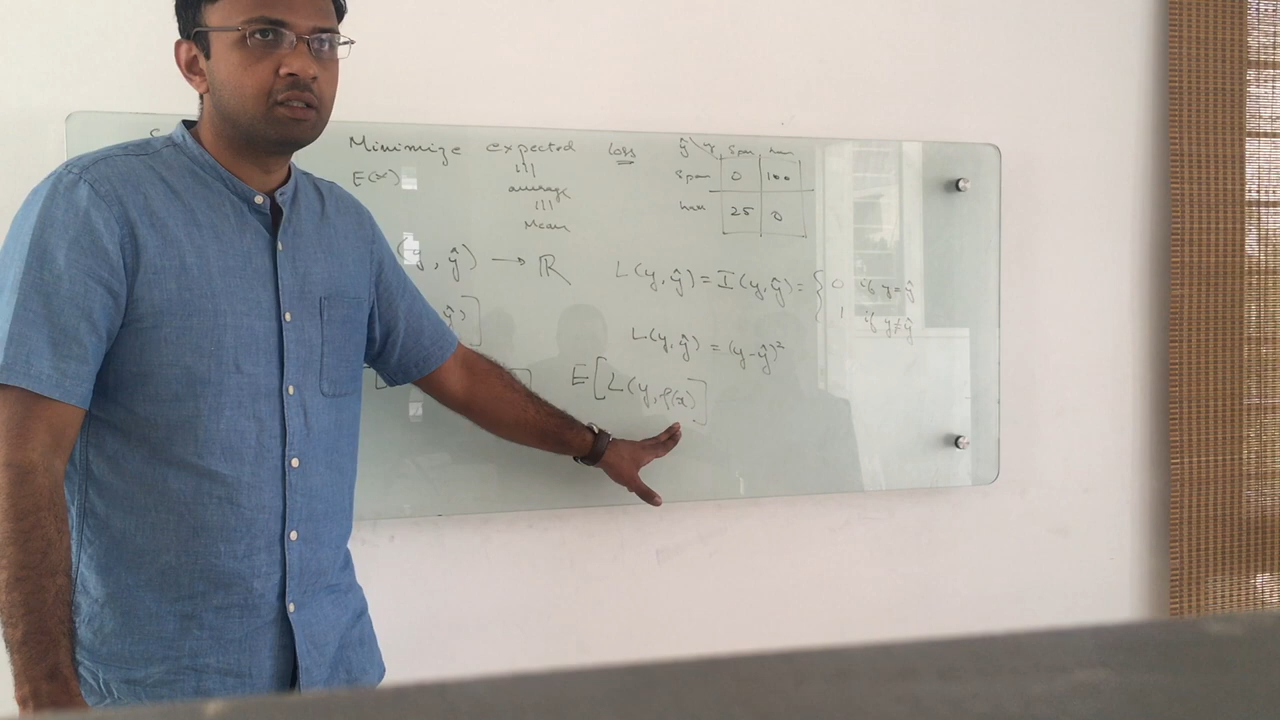 Minimize expected loss
E(x)
|||
average
|||
Mean
ŷ\y spam ham
spam 0 100
ham 25 0
(y, ŷ) → ℝ
L(y, ŷ) = I(y, ŷ) = { 0 if y = ŷ
1 if y ≠ ŷ
ŷ)]
L(y, ŷ) = (y - ŷ)²
E[L(y, f(x)]